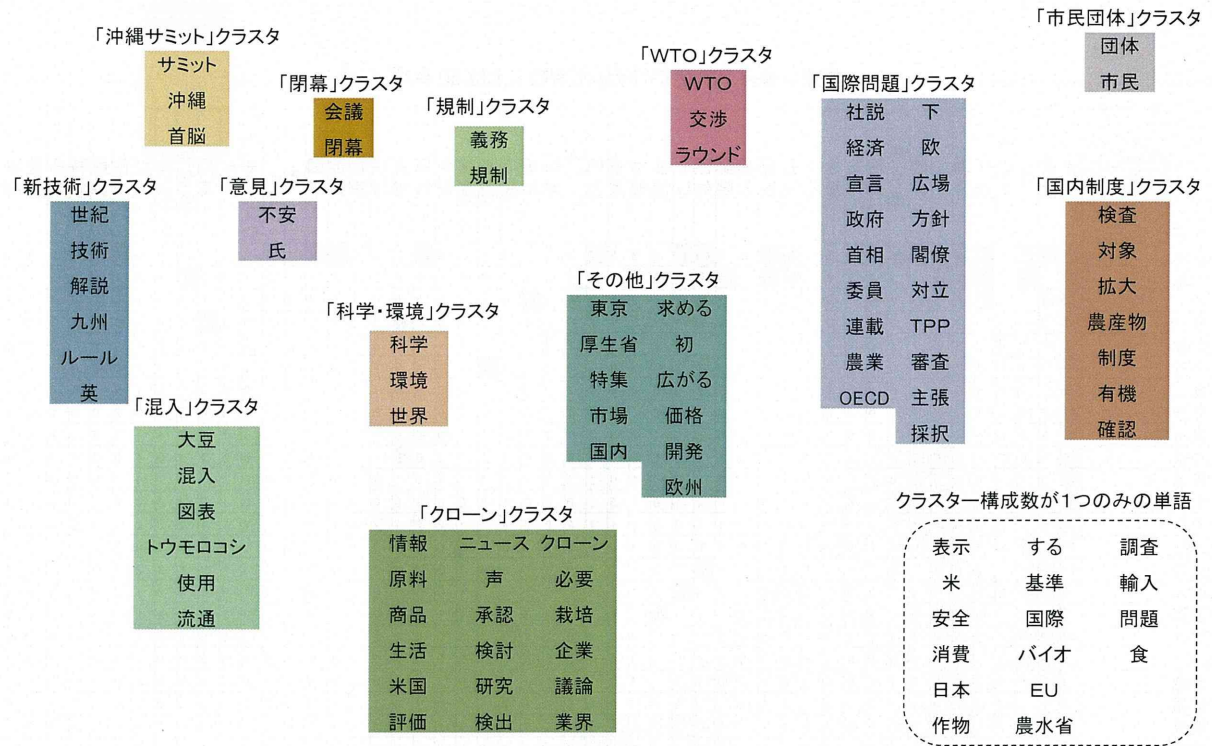 「沖縄サミット」クラスタ
サミット
沖縄
首脳
「閉幕」クラスタ
会議
閉幕
「規制」クラスタ
義務
規制
「WTO」クラスタ
WTO
交渉
ラウンド
「国際問題」クラスタ
社説 下
経済 欧
宣言 広場
政府 方針
首相 閣僚
委員 対立
連載 TPP
農業 審査
OECD 主張
採択
「市民団体」クラスタ
団体
市民
「新技術」クラスタ
世紀
技術
解説
九州
ルール
英
「意見」クラスタ
不安
氏
「科学・環境」クラスタ
科学
環境
世界
「その他」クラスタ
東京 求める
厚生省 初
特集 広がる
市場 価格
国内 開発
欧州
「国内制度」クラスタ
検査
対象
拡大
農産物
制度
有機
確認
「混入」クラスタ
大豆
混入
図表
トウモロコシ
使用
流通
「クローン」クラスタ
情報 ニュース クローン
原料 声 必要
商品 承認 栽培
生活 検討 企業
米国 研究 議論
評価 検出 業界
クラスター構成数が1つのみの単語
表示 する 調査
米 基準 輸入
安全 国際 問題
消費 バイオ 食
日本 EU
作物 農水省